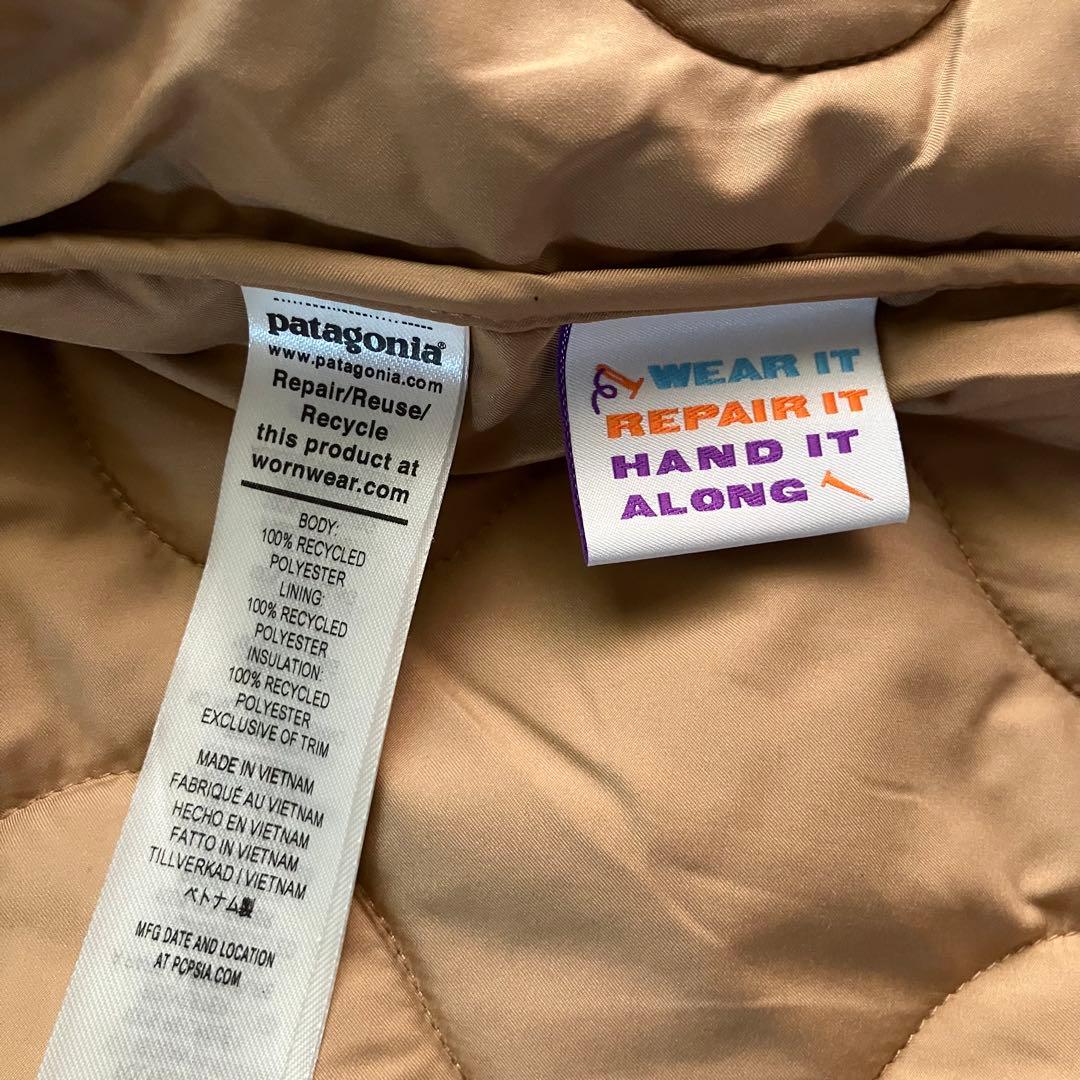 patagonia®
www.patagonia.com
Repair/Reuse/
Recycle
this product at
wornwear.com
BODY:
100% RECYCLED
POLYESTER
LINING:
100% RECYCLED
POLYESTER
INSULATION:
100% RECYCLED
POLYESTER
EXCLUSIVE OF TRIM
MADE IN VIETNAM
FABRIQUÉ AU VIETNAM
HECHO EN VIETNAM
FATTO IN VIETNAM
TILLVERKAD I VIETNAM
ベトナム製
MFG DATE AND LOCATION
AT PCPSIA.COM
WEAR IT
REPAIR IT
HAND IT
ALONG